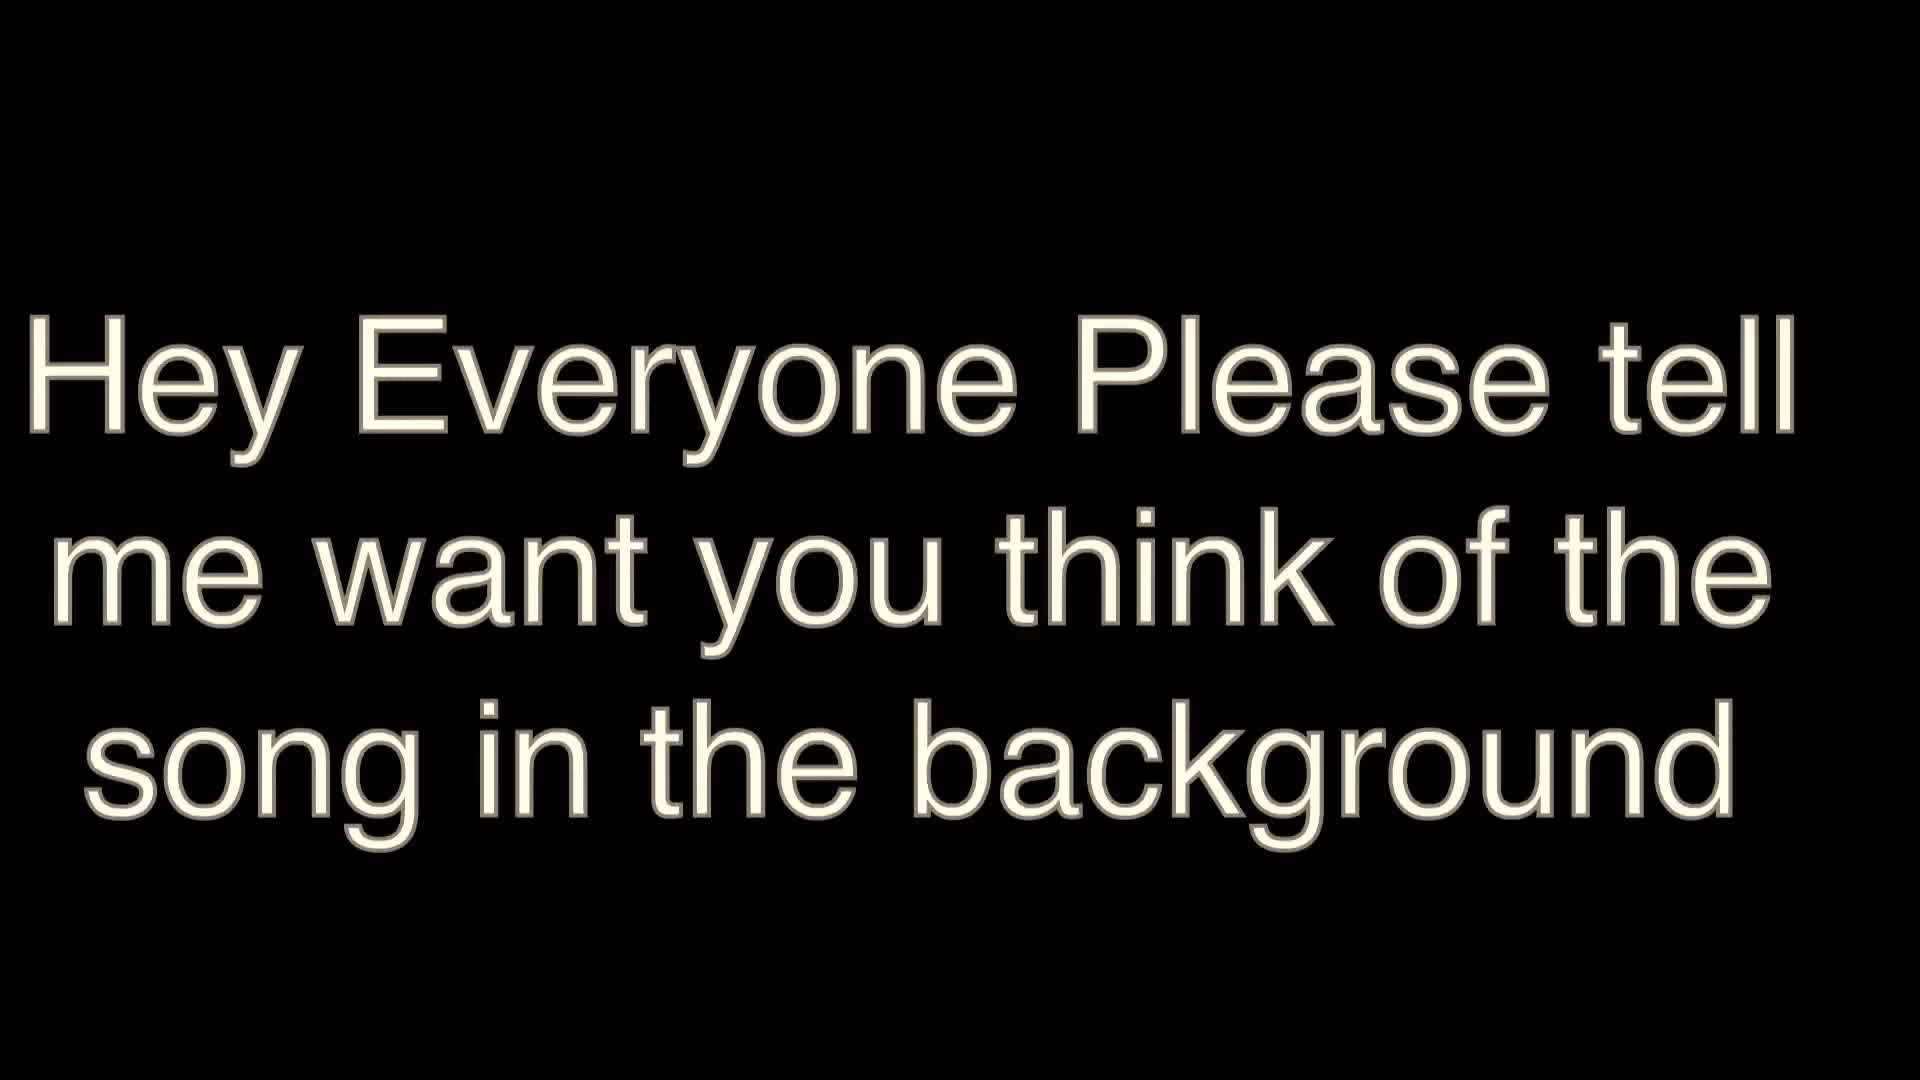 Hey Everyone Please tell
me want you think of the
song in the background